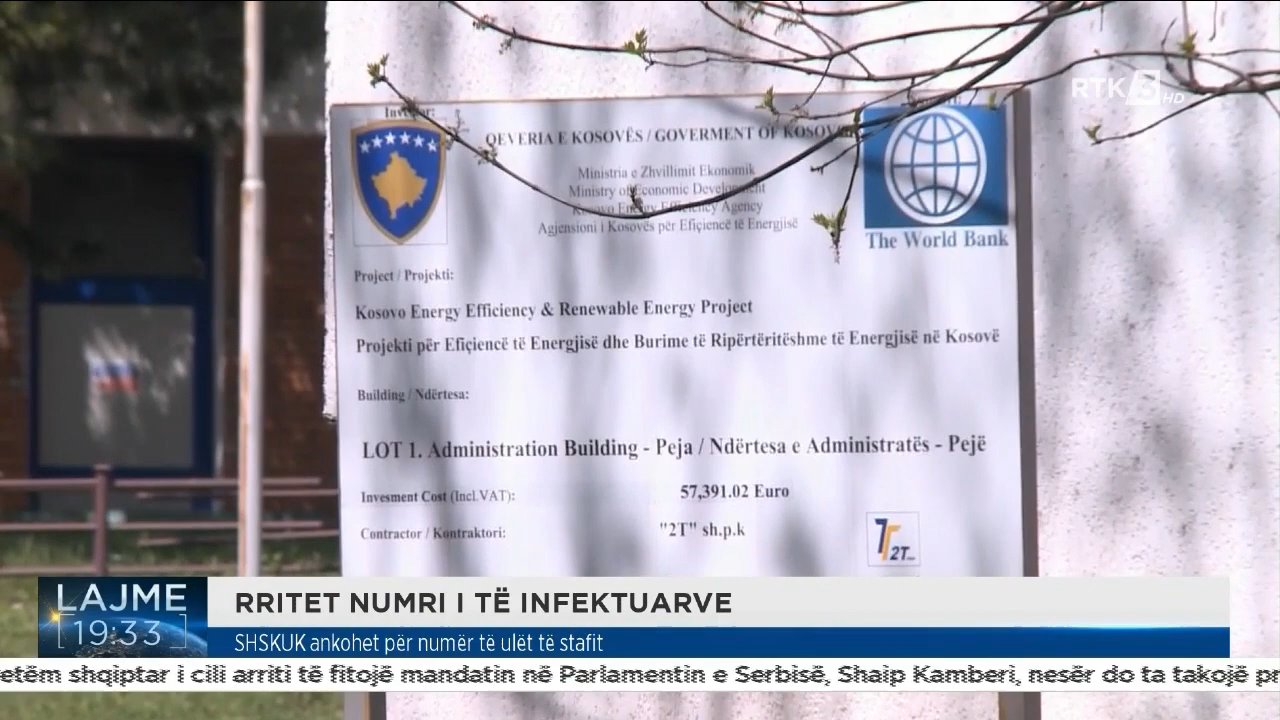 RTK 3 HD
Investor:
QEVERIA E KOSOVËS / GOVERMENT OF KOSOVA
Ministria e Zhvillimit Ekonomik
Ministry of Economic Development
Kosovo Energy Efficiency Agency
Agjensioni i Kosovës për Efiçiencë të Energjisë
The World Bank
Project / Projekti:
Kosovo Energy Efficiency & Renewable Energy Project
Projekti për Efiçiencë të Energjisë dhe Burime të Ripërtëritëshme të Energjisë në Kosovë
Building / Ndërtesa:
LOT 1. Administration Building - Peja / Ndërtesa e Administratës - Pejë
Invesment Cost (Incl.VAT): 57,391.02 Euro
Contractor / Kontraktori: "2T" sh.p.k
2T
LAJME
19:33
RRITET NUMRI I TË INFEKTUARVE
SHSKUK ankohet për numër të ulët të stafit
etëm shqiptar i cili arriti të fitojë mandatin në Parlamentin e Serbisë, Shaip Kamberi, nesër do ta takojë pr